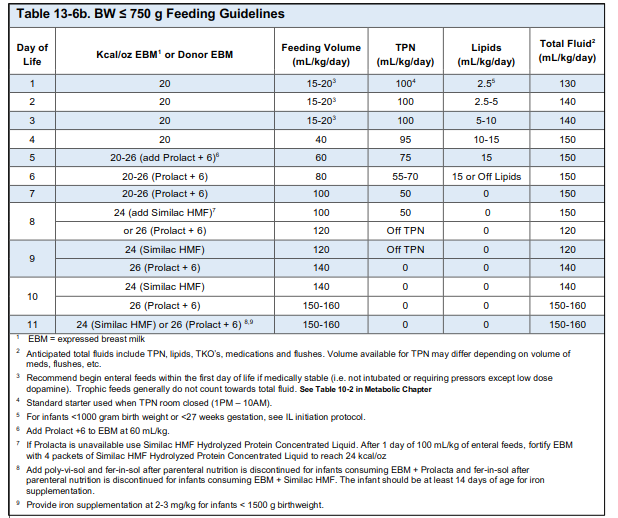 Table 13-6b. BW ≤ 750 g Feeding Guidelines
Day of Life Kcal/oz EBM1 or Donor EBM Feeding Volume (mL/kg/day) TPN (mL/kg/day) Lipids (mL/kg/day) Total Fluid2 (mL/kg/day)
1 20 15-203 1004 2.55 130
2 20 15-203 100 2.5-5 140
3 20 15-203 100 5-10 140
4 20 40 95 10-15 150
5 20-26 (add Prolact + 6)6 60 75 15 150
6 20-26 (Prolact + 6) 80 55-70 15 or Off Lipids 150
7 20-26 (Prolact + 6) 100 50 0 150
8 24 (add Similac HMF)7 100 50 0 150
or 26 (Prolact + 6) 120 Off TPN 0 120
9 24 (Similac HMF) 120 Off TPN 0 120
26 (Prolact + 6) 140 0 0 140
10 24 (Similac HMF) 140 0 0 140
26 (Prolact + 6) 150-160 0 0 150-160
11 24 (Similac HMF) or 26 (Prolact + 6) 8,9 150-160 0 0 150-160
1 EBM = expressed breast milk
2 Anticipated total fluids include TPN, lipids, TKO's, medications and flushes. Volume available for TPN may differ depending on volume of
meds, flushes, etc.
3 Recommend begin enteral feeds within the first day of life if medically stable (i.e. not intubated or requiring pressors except low dose
dopamine). Trophic feeds generally do not count towards total fluid. See Table 10-2 in Metabolic Chapter
4 Standard starter used when TPN room closed (1PM – 10AM).
5 For infants <1000 gram birth weight or <27 weeks gestation, see IL initiation protocol.
6 Add Prolact +6 to EBM at 60 mL/kg.
7 If Prolacta is unavailable use Similac HMF Hydrolyzed Protein Concentrated Liquid. After 1 day of 100 mL/kg of enteral feeds, fortify EBM
with 4 packets of Similac HMF Hydrolyzed Protein Concentrated Liquid to reach 24 kcal/oz
8 Add poly-vi-sol and fer-in-sol after parenteral nutrition is discontinued for infants consuming EBM + Prolacta and fer-in-sol after
parenteral nutrition is discontinued for infants consuming EBM + Similac HMF. The infant should be at least 14 days of age for iron
supplementation.
9 Provide iron supplementation at 2-3 mg/kg for infants < 1500 g birthweight.